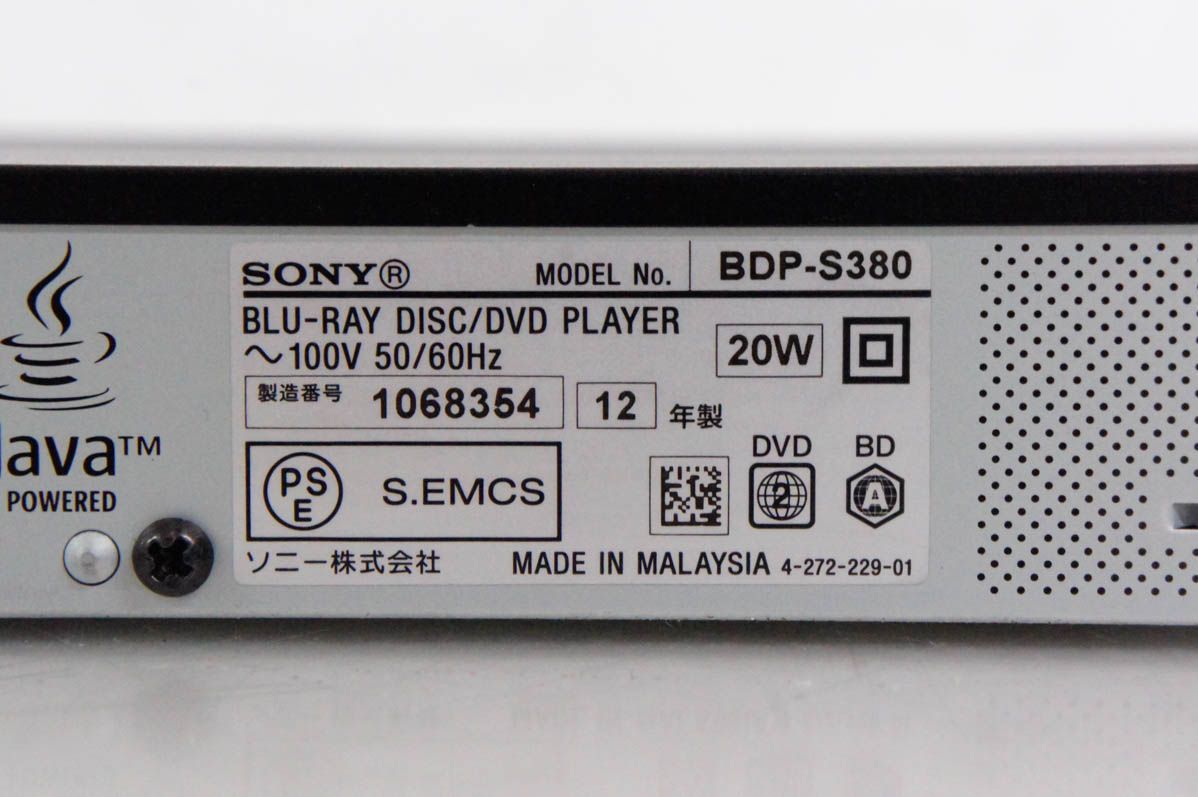 SONY® MODEL No. BDP-S380
BLU-RAY DISC/DVD PLAYER
～100V 50/60Hz 20W
製造番号 1068354 12 年製
PSE S.EMCS
DVD BD
2 A
ソニー株式会社 MADE IN MALAYSIA 4-272-229-01
Java™
POWERED